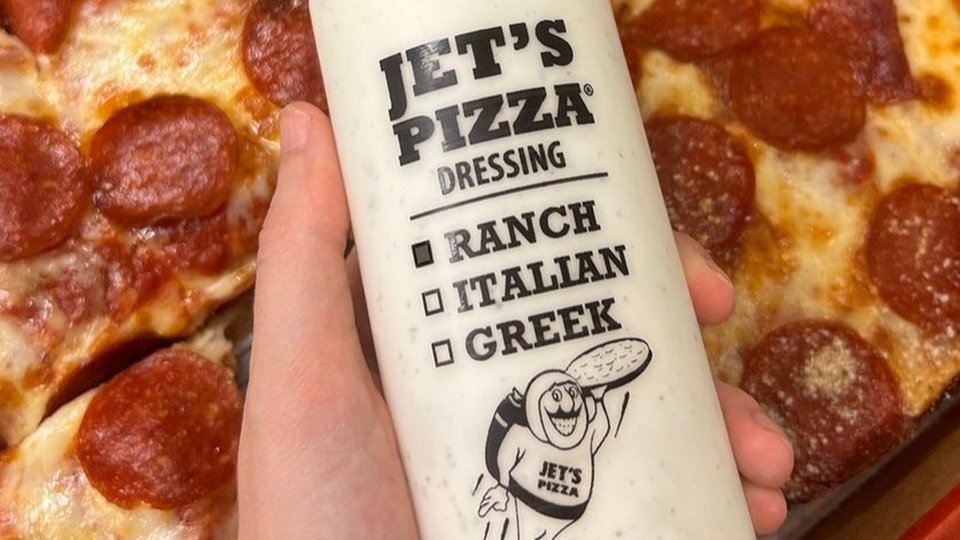 JET'S
PIZZA®
DRESSING
RANCH
ITALIAN
GREEK
JET'S
PIZZA